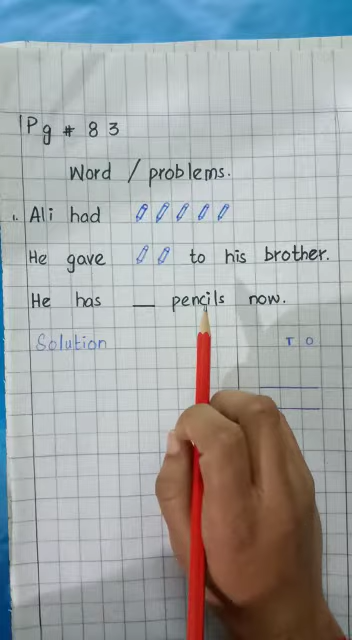 Pg # 83
Word / problems.
1. Ali had
He gave to his brother.
He has __ pencils now.
Solution T O